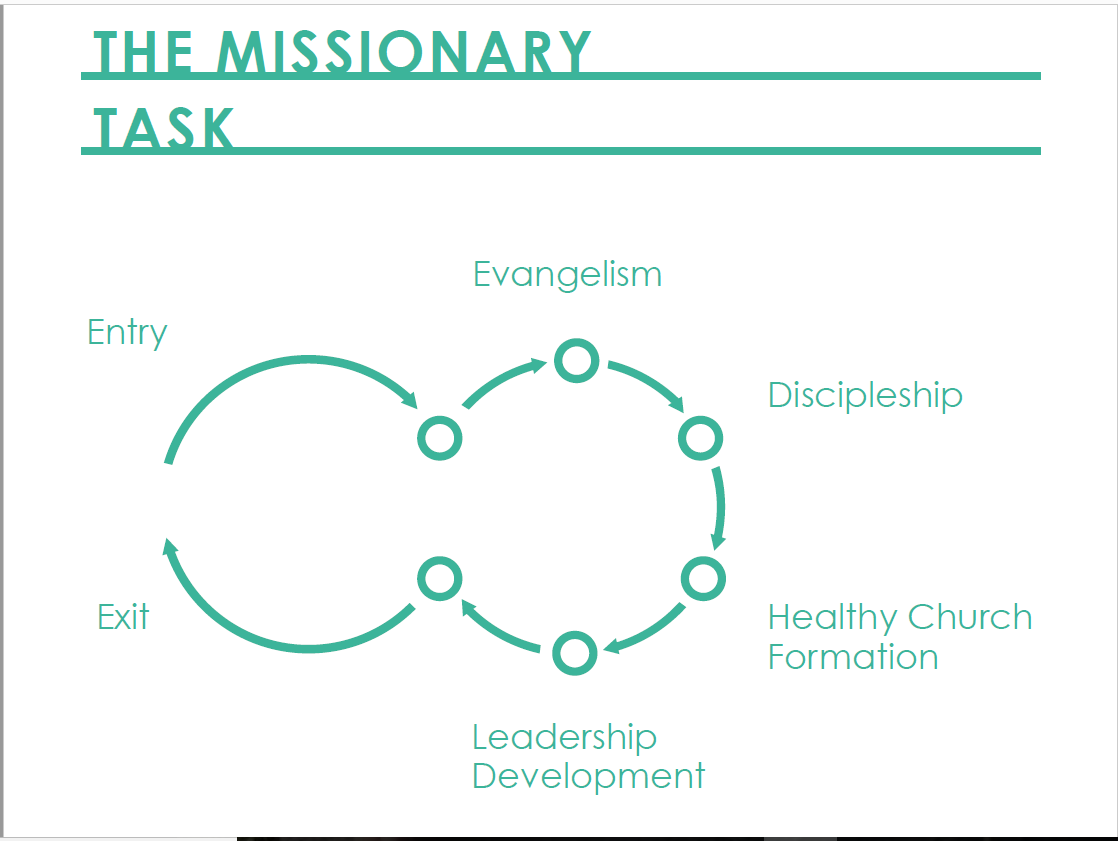 THE MISSIONARY
TASK
Evangelism
Entry
Discipleship
Exit
Healthy Church
Formation
Leadership
Development